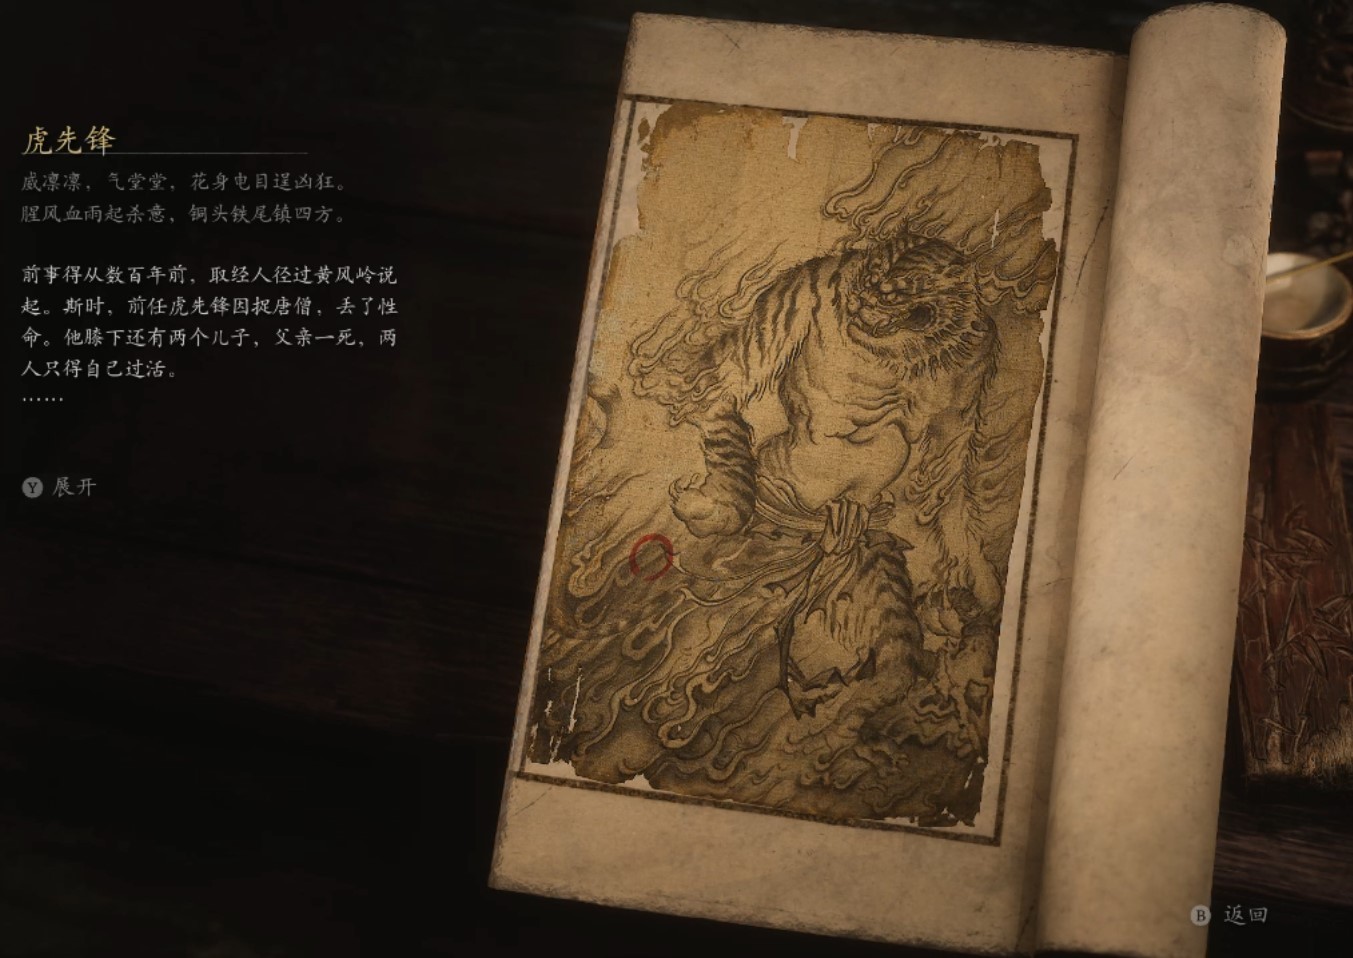 虎先锋
威凛凛，气堂堂，花身电目逞凶狂。
腥风血雨起杀意，铜头铁尾镇四方。
前事得从数百年前，取经人径过黄风岭说
起。斯时，前任虎先锋因捉唐僧，丢了性
命。他膝下还有两个儿子，父亲一死，两
人只得自己过活。
······
Y 展开
B 返回